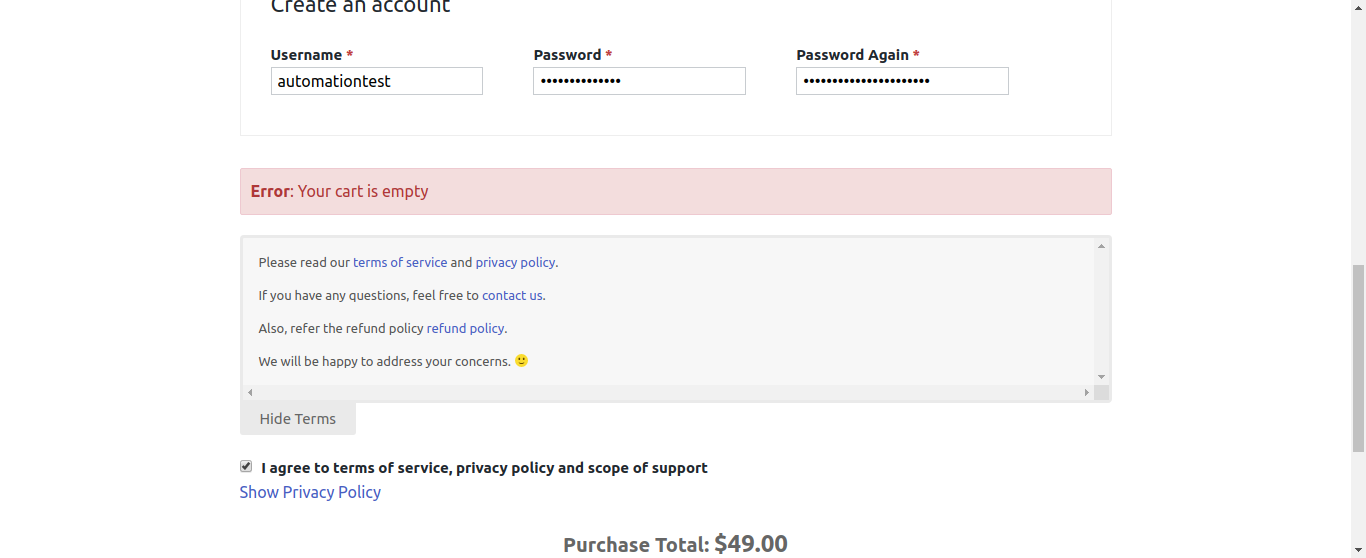 Create an account
Username * Password * Password Again *
automationtest •••••••••••••• ••••••••••••••••••••••
Error: Your cart is empty
Please read our terms of service and privacy policy.
If you have any questions, feel free to contact us.
Also, refer the refund policy refund policy.
We will be happy to address your concerns. 🙂
Hide Terms
I agree to terms of service, privacy policy and scope of support
Show Privacy Policy
Purchase Total: $49.00